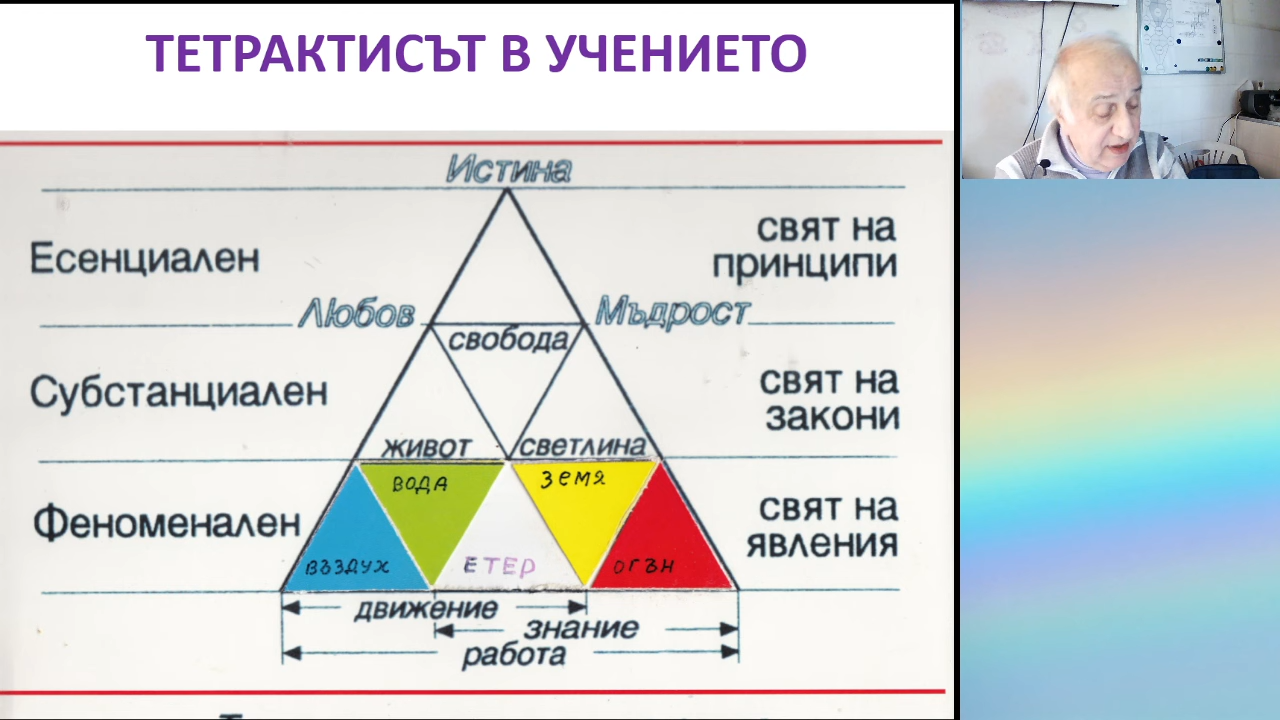 ТЕТРАКТИСЪТ В УЧЕНИЕТО
Истина
Есенциален
свят на
принципи
Любов
Мъдрост
свобода
Субстанциален
свят на
закони
живот
светлина
ВОДА
ЗЕМЯ
Феноменален
свят на
явления
ВЪЗДУХ
ЕТЕР
ОГЪН
движение
знание
работа